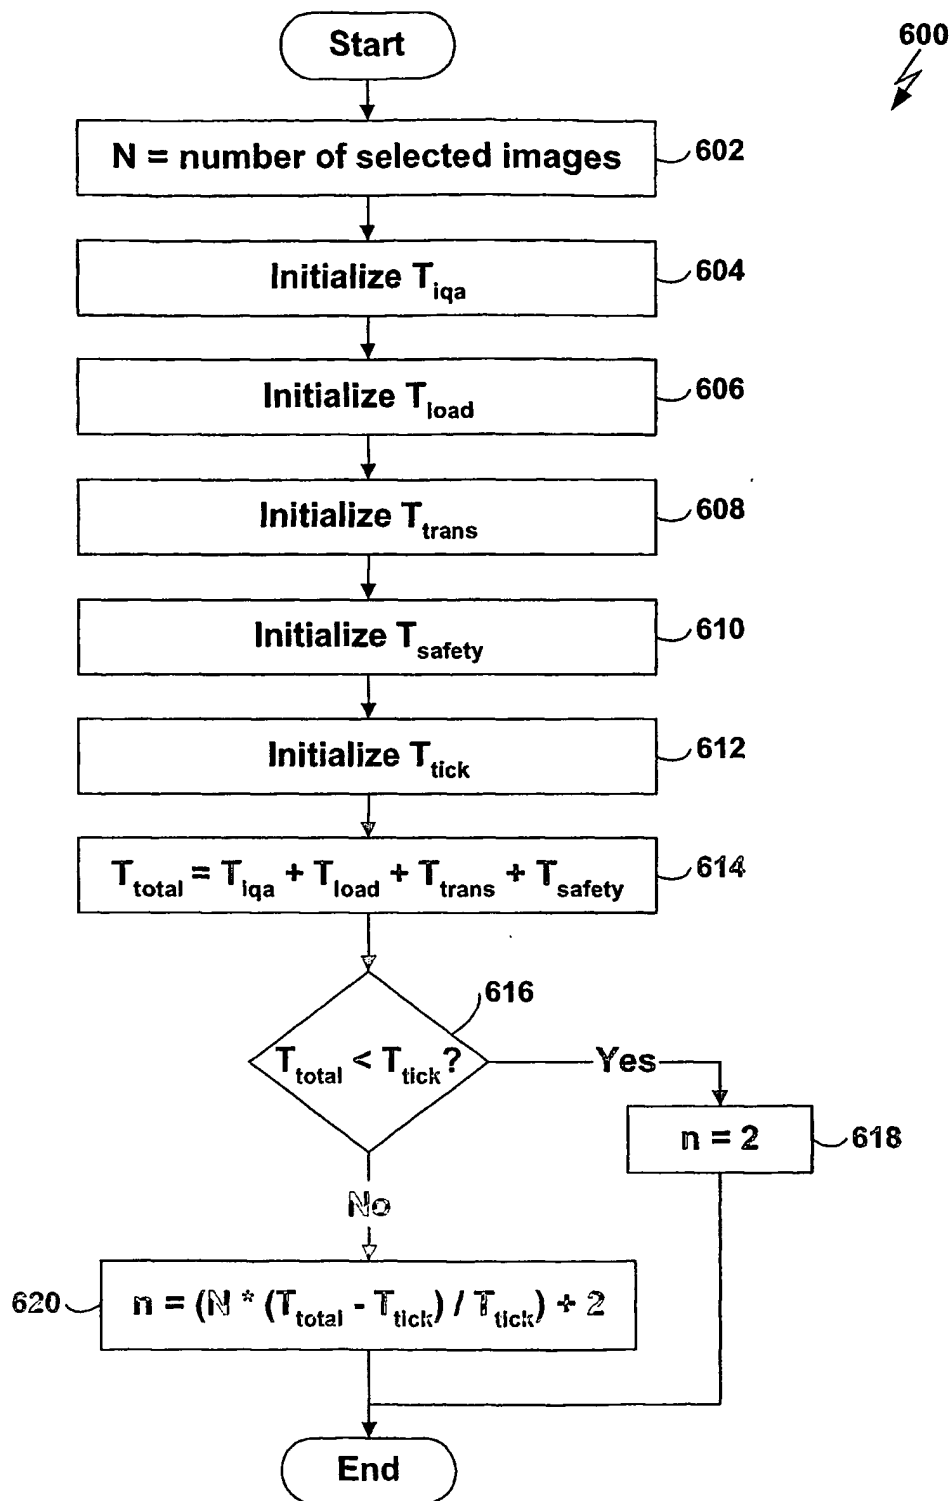 Start
600
N = number of selected images
602
Initialize T_iqa
604
Initialize T_load
606
Initialize T_trans
608
Initialize T_safety
610
Initialize T_tick
612
T_total = T_iqa + T_load + T_trans + T_safety
614
616
T_total < T_tick?
Yes
n = 2
618
No
620
n = (N * (T_total - T_tick) / T_tick) + 2
End